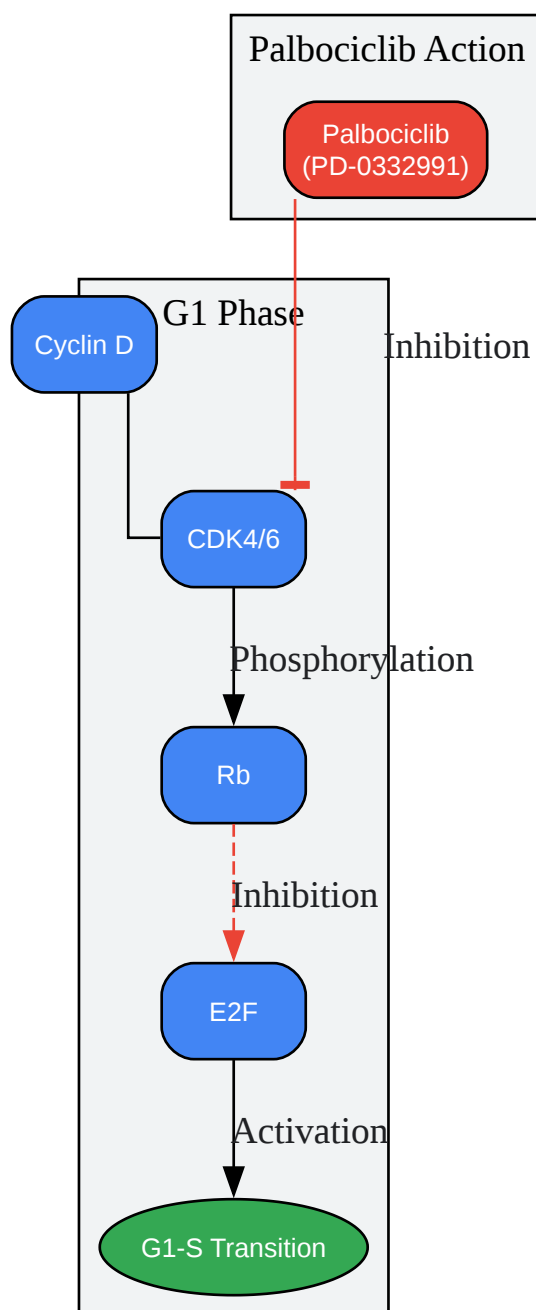 Palbociclib Action
Palbociclib
(PD-0332991)
G1 Phase
Cyclin D
Inhibition
CDK4/6
Phosphorylation
Rb
Inhibition
E2F
Activation
G1-S Transition